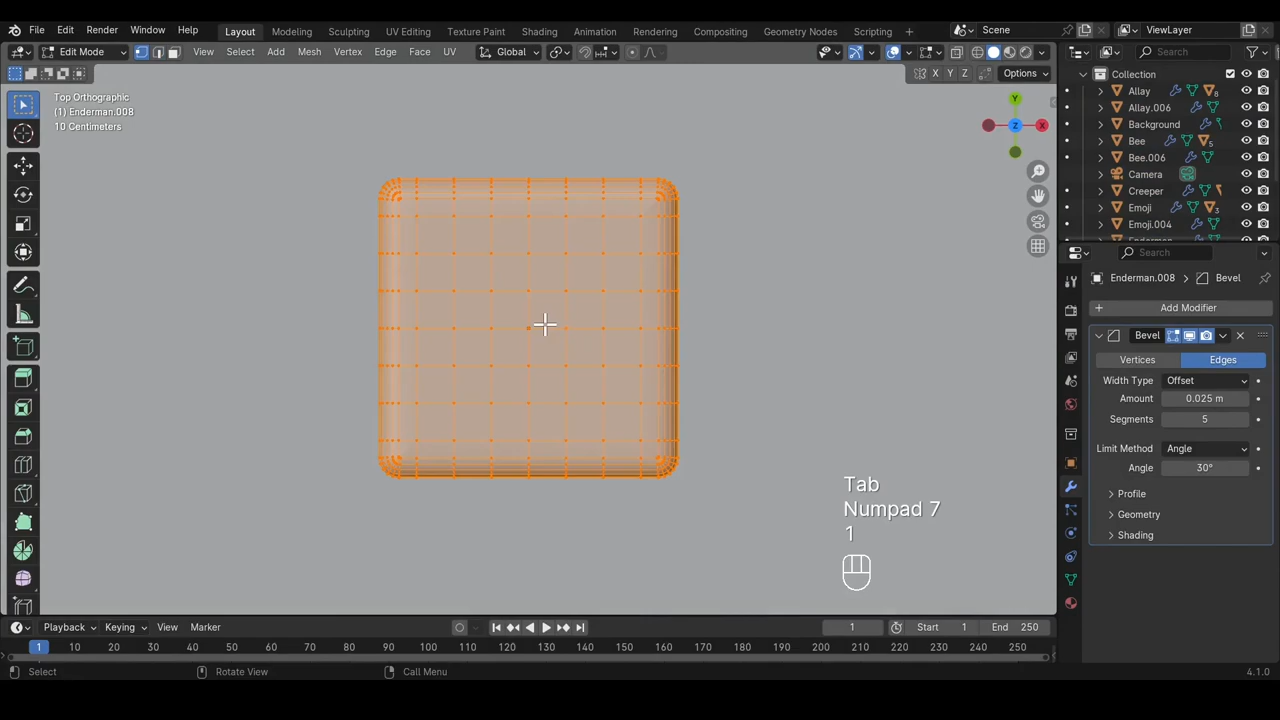 File Edit Render Window Help Layout Modeling Sculpting UV Editing Texture Paint Shading Animation Rendering Compositing Geometry Nodes Scripting + Scene ViewLayer
Edit Mode View Select Add Mesh Vertex Edge Face UV Global Search
X Y Z Options
Collection
Top Orthographic
(1) Enderman.008
10 Centimeters
Y
Z
X
Allay 8
Allay.006
Background
Bee 5
Bee.006
Camera
Creeper
Emoji 3
Emoji.004
Search
Enderman.008 > Bevel
+ Add Modifier
Bevel
Vertices Edges
Width Type Offset
Amount 0.025 m
Segments 5
Limit Method Angle
Angle 30°
Profile
Geometry
Shading
Tab
Numpad 7
1
Playback Keying View Marker 1 Start 1 End 250
1 10 20 30 40 50 60 70 80 90 100 110 120 130 140 150 160 170 180 190 200 210 220 230 240 250
Select Rotate View Call Menu 4.1.0